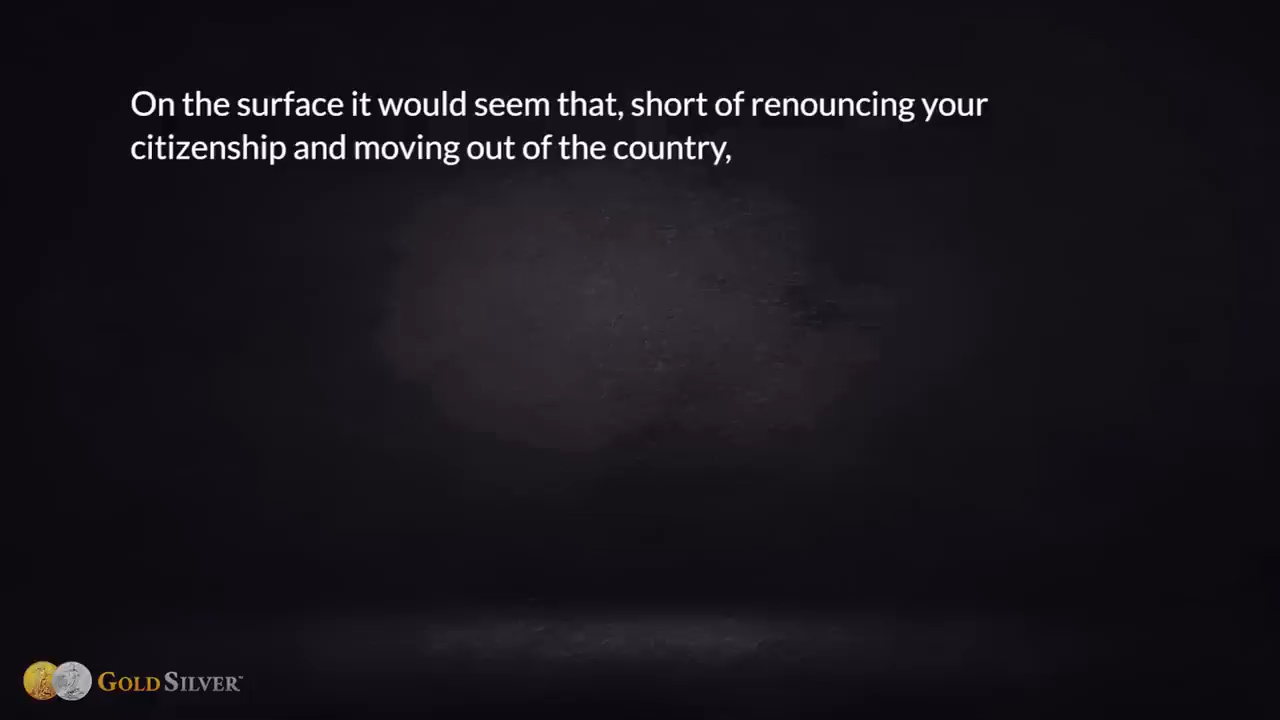 On the surface it would seem that, short of renouncing your
citizenship and moving out of the country,
GOLD SILVER™